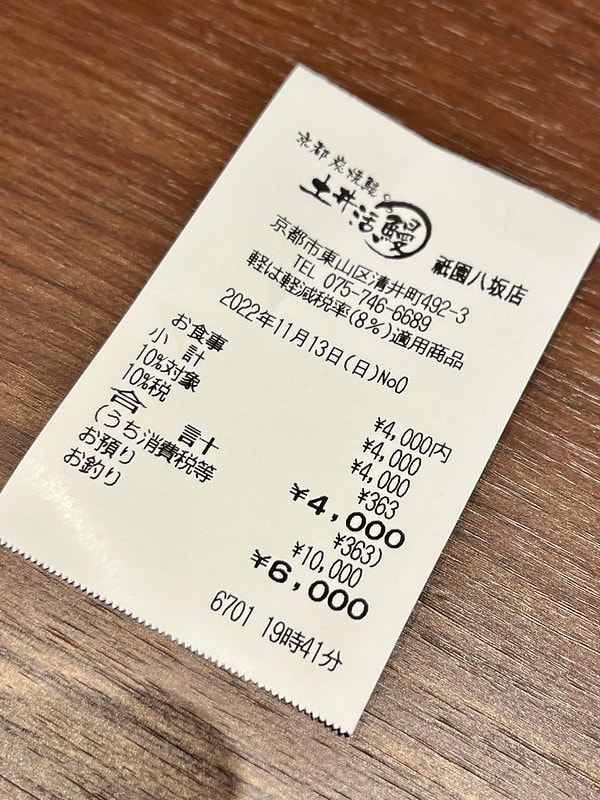 京都 炭焼鰻
土井活鰻 祇園八坂店
京都市東山区清井町492-3
TEL 075-746-6689
軽は軽減税率(8%)適用商品
2022年11月13日(日)No0
お食事 ¥4,000内
小 計 ¥4,000
10%対象 ¥4,000
10%税 ¥363
合 計 ¥4,000
(うち消費税等 ¥363)
お預り ¥10,000
お釣り ¥6,000
6701 19時41分